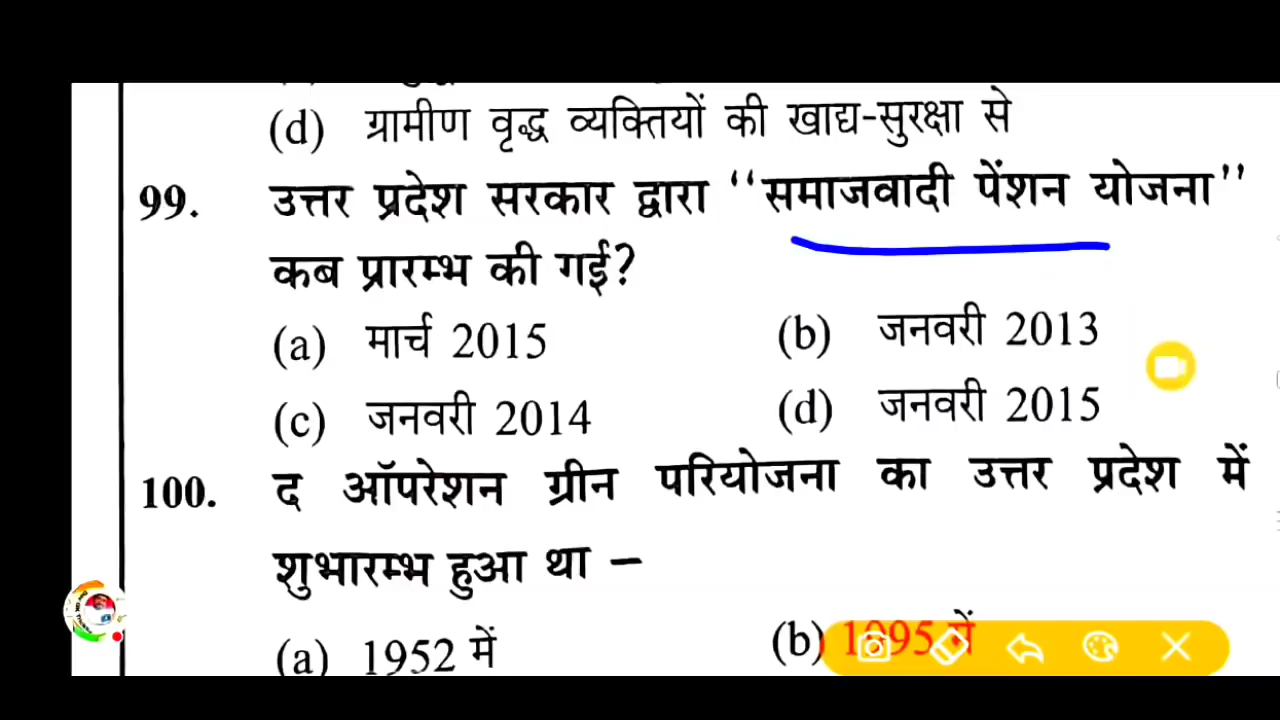 (d) ग्रामीण वृद्ध व्यक्तियों की खाद्य-सुरक्षा से
99. उत्तर प्रदेश सरकार द्वारा ‘‘समाजवादी पेंशन योजना’’
कब प्रारम्भ की गई?
(a) मार्च 2015 (b) जनवरी 2013
(c) जनवरी 2014 (d) जनवरी 2015
100. द ऑपरेशन ग्रीन परियोजना का उत्तर प्रदेश में
शुभारम्भ हुआ था –
(a) 1952 में (b) 1995 में